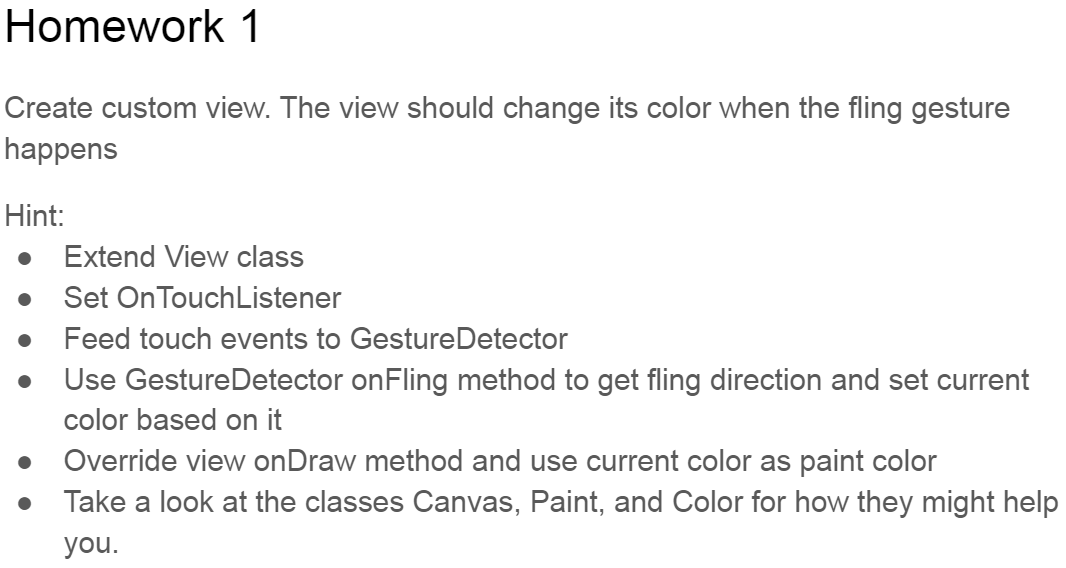 Homework 1
Create custom view. The view should change its color when the fling gesture
happens
Hint:
● Extend View class
● Set OnTouchListener
● Feed touch events to GestureDetector
● Use GestureDetector onFling method to get fling direction and set current
color based on it
● Override view onDraw method and use current color as paint color
● Take a look at the classes Canvas, Paint, and Color for how they might help
you.